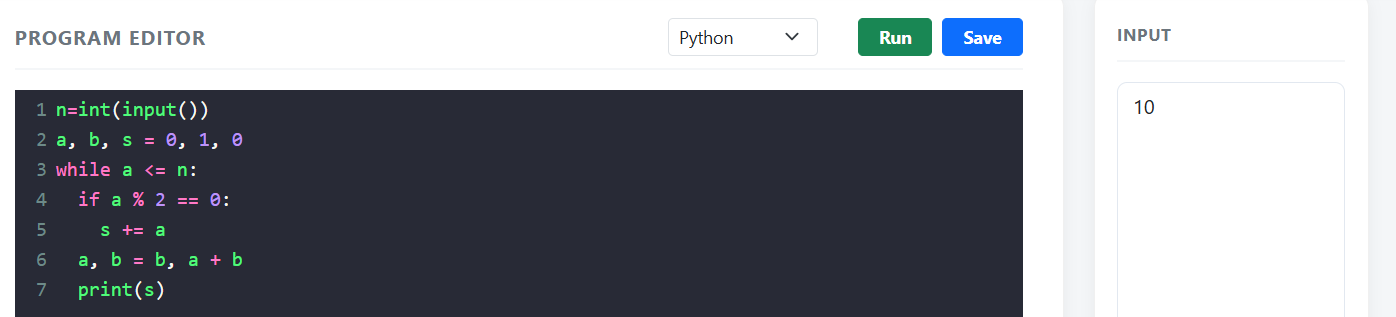 PROGRAM EDITOR
Python
Run
Save
1 n=int(input())
2 a, b, s = 0, 1, 0
3 while a <= n:
4   if a % 2 == 0:
5     s += a
6   a, b = b, a + b
7   print(s)
INPUT
10